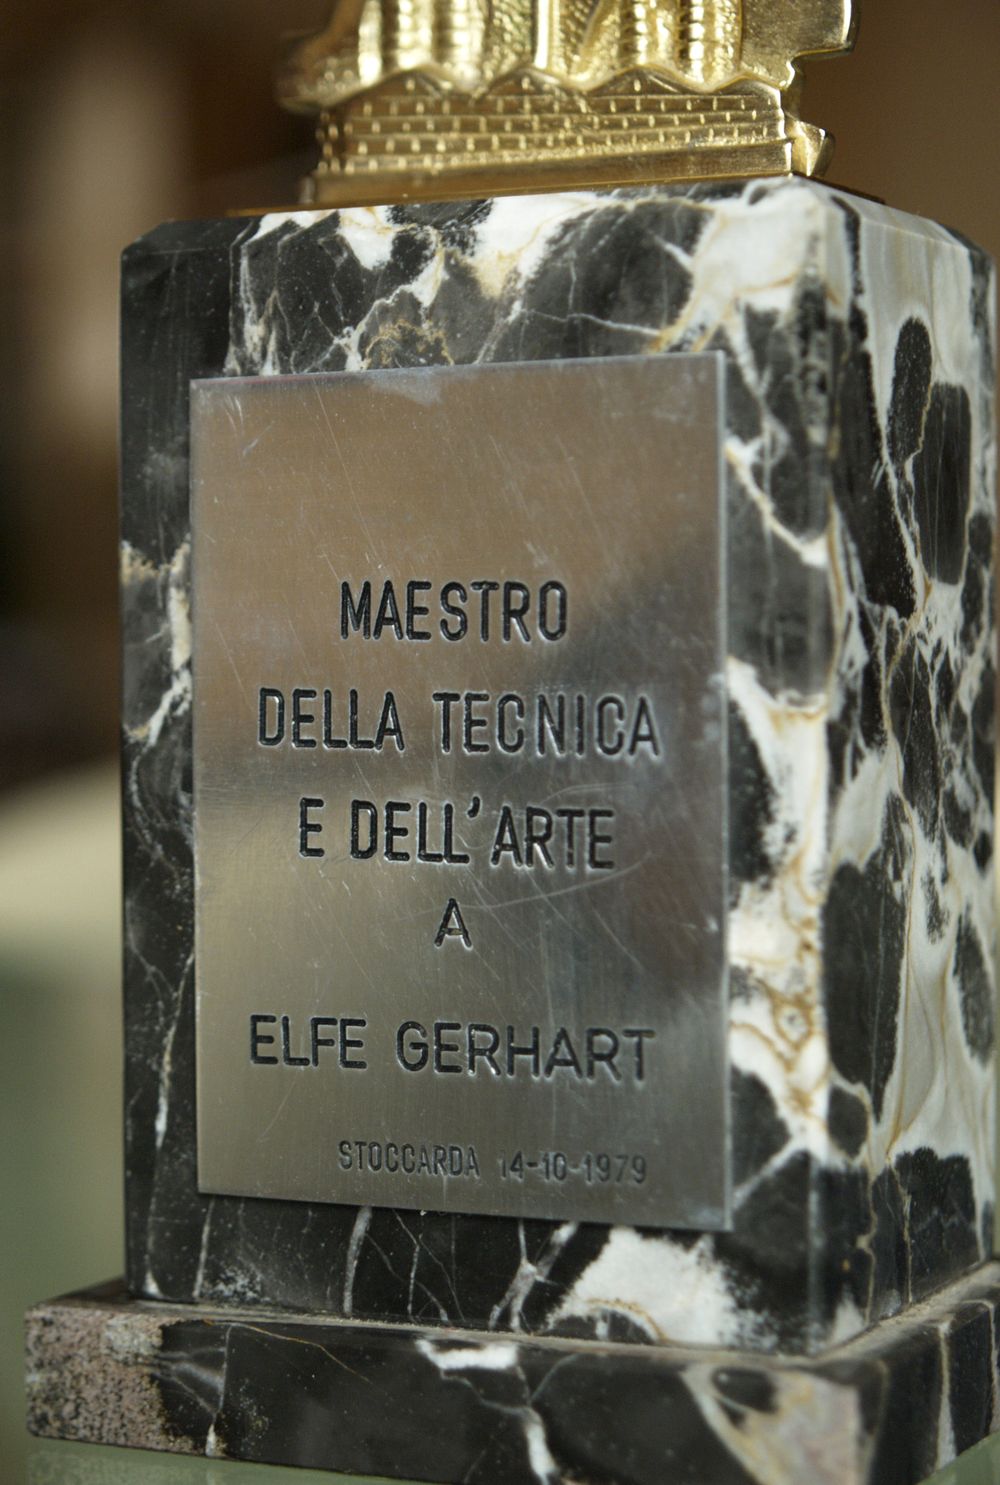 MAESTRO
DELLA TECNICA
E DELL'ARTE
A
ELFE GERHART
STOCCARDA 14-10-1979